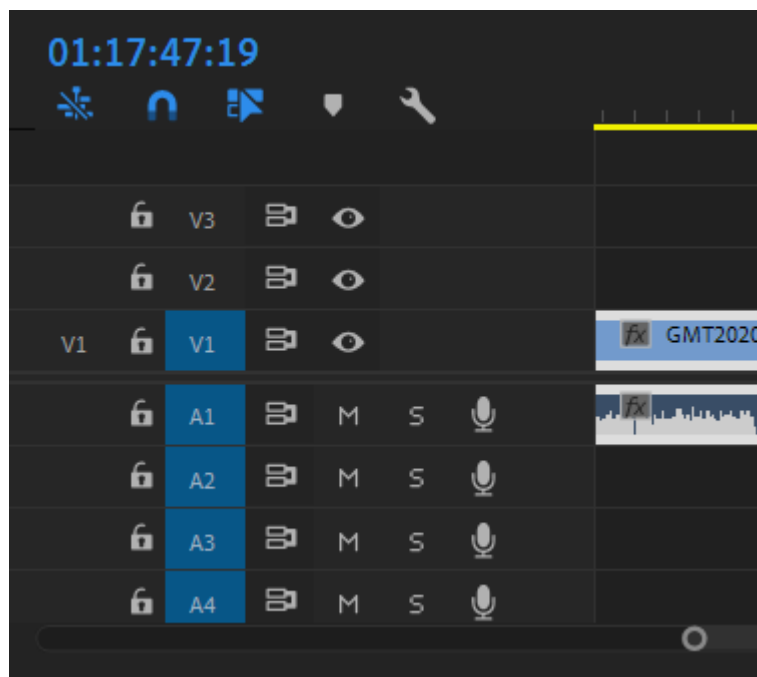 01:17:47:19
V3
V2
V1 V1 fx GMT2020
A1 M S fx
A2 M S
A3 M S
A4 M S